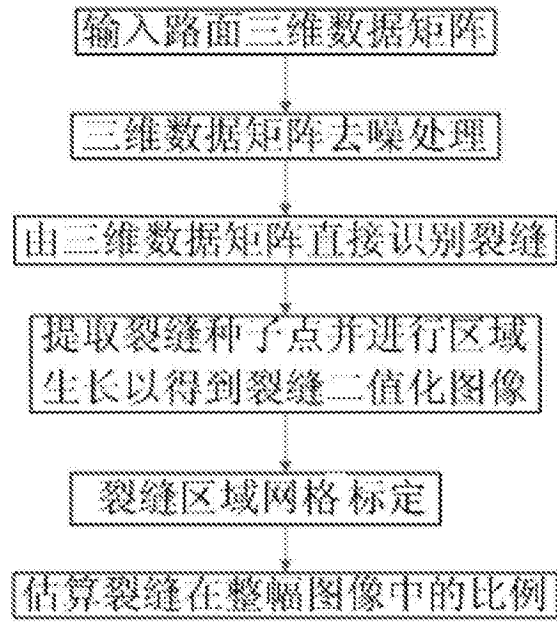 输入路面三维数据矩阵
三维数据矩阵去噪处理
由三维数据矩阵直接识别裂缝
提取裂缝种子点并进行区域
生长以得到裂缝二值化图像
裂缝区域网格标定
估算裂缝在整幅图像中的比例